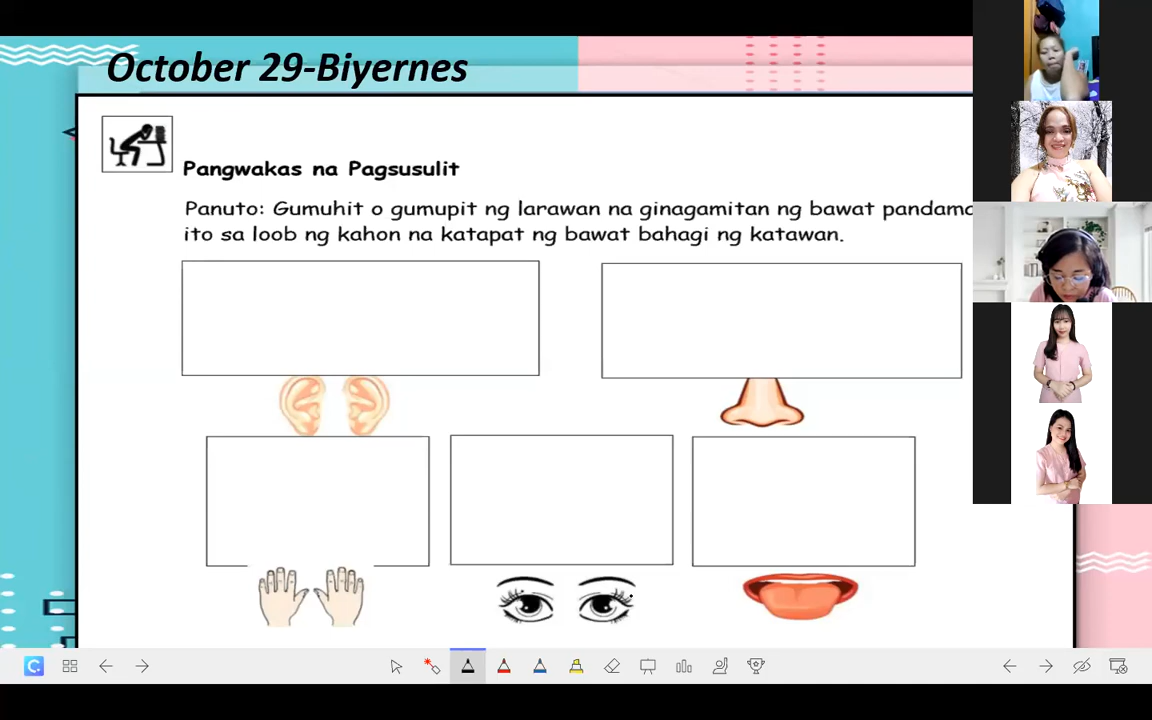 October 29-Biyernes
Pangwakas na Pagsusulit
Panuto: Gumuhit o gumupit ng larawan na ginagamitan ng bawat pandama
ito sa loob ng kahon na katapat ng bawat bahagi ng katawan.